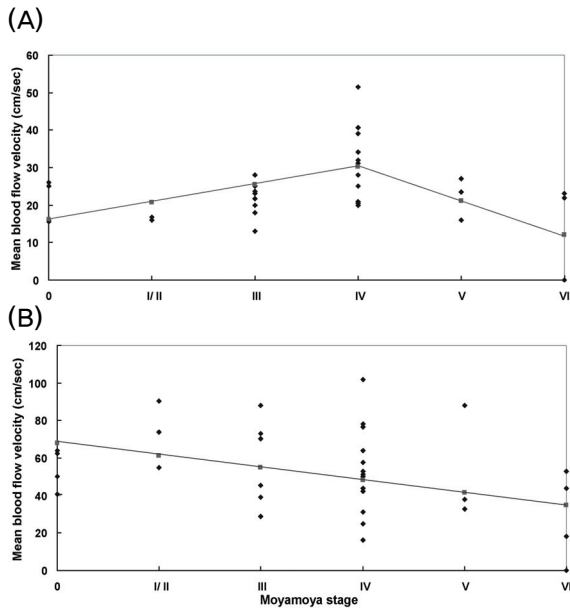 (A)
Mean blood flow velocity (cm/sec)
60
50
40
30
20
10
0
0 I/ II III IV V VI
(B)
Mean blood flow velocity (cm/sec)
120
100
80
60
40
20
0
0 I/ II III IV V VI
Moyamoya stage